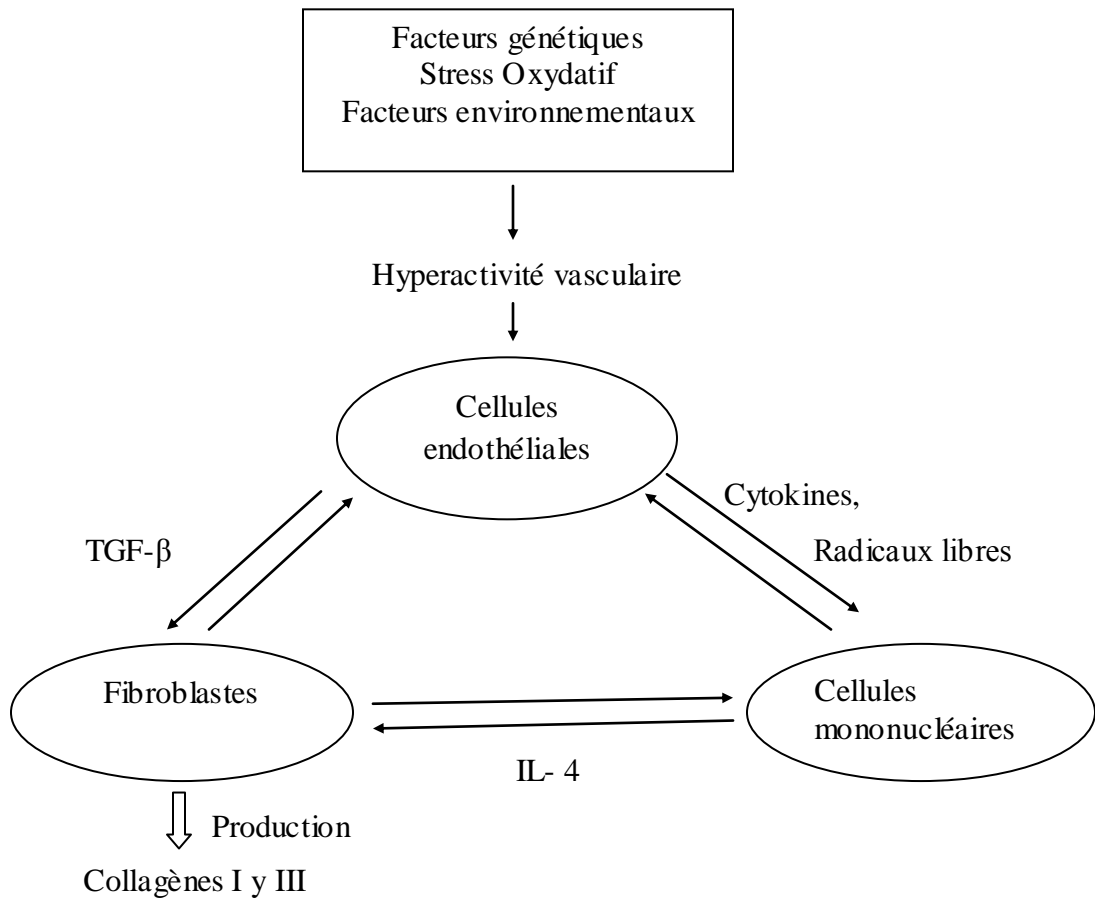 Facteurs génétiques
Stress Oxydatif
Facteurs environnementaux
Hyperactivité vasculaire
Cellules
endothéliales
Cytokines,
TGF-β
Radicaux libres
Fibroblastes
Cellules
mononucléaires
IL- 4
Production
Collagènes I y III